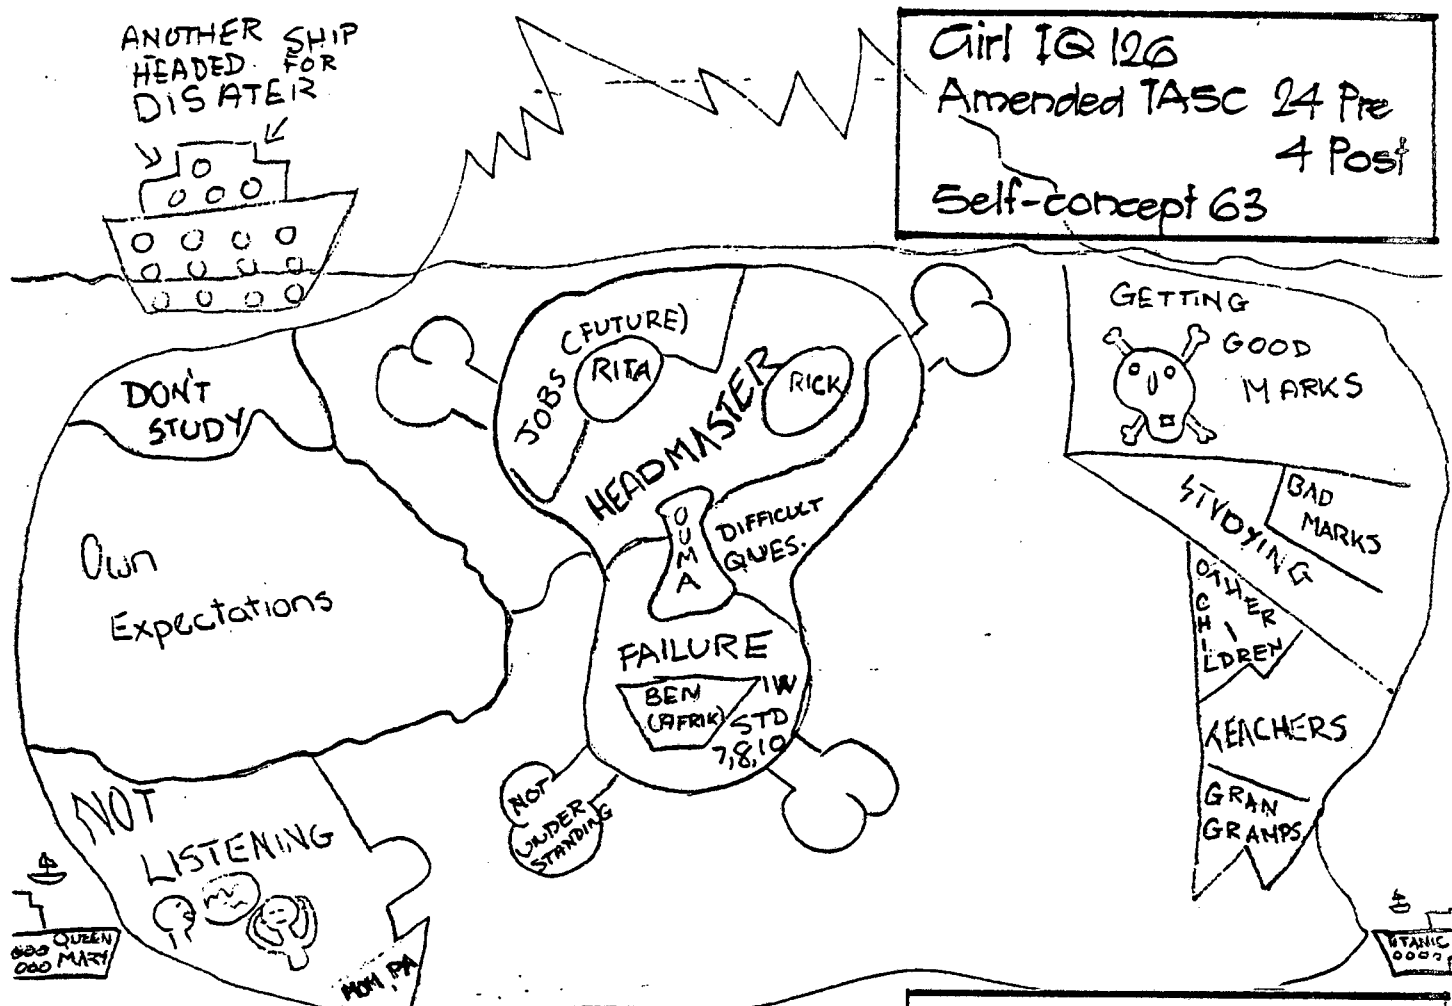 ANOTHER SHIP
HEADED FOR
DISATER
Girl IQ 126
Amended TASC 24 Pre
4 Post
Self-concept 63
DON'T
STUDY
Own
Expectations
NOT
LISTENING
MOM, PA
QUEEN
MARY
JOBS (FUTURE)
RITA
HEADMASTER
RICK
OUMA
DIFFICULT
QUES.
FAILURE
BEN
(AFRIK)
IW
STD
7,8,10
NOT
UNDER
STANDING
GETTING
GOOD
MARKS
STUDYING
BAD
MARKS
OTHER
CHILDREN
TEACHERS
GRAN
GRAMPS
TITANIC